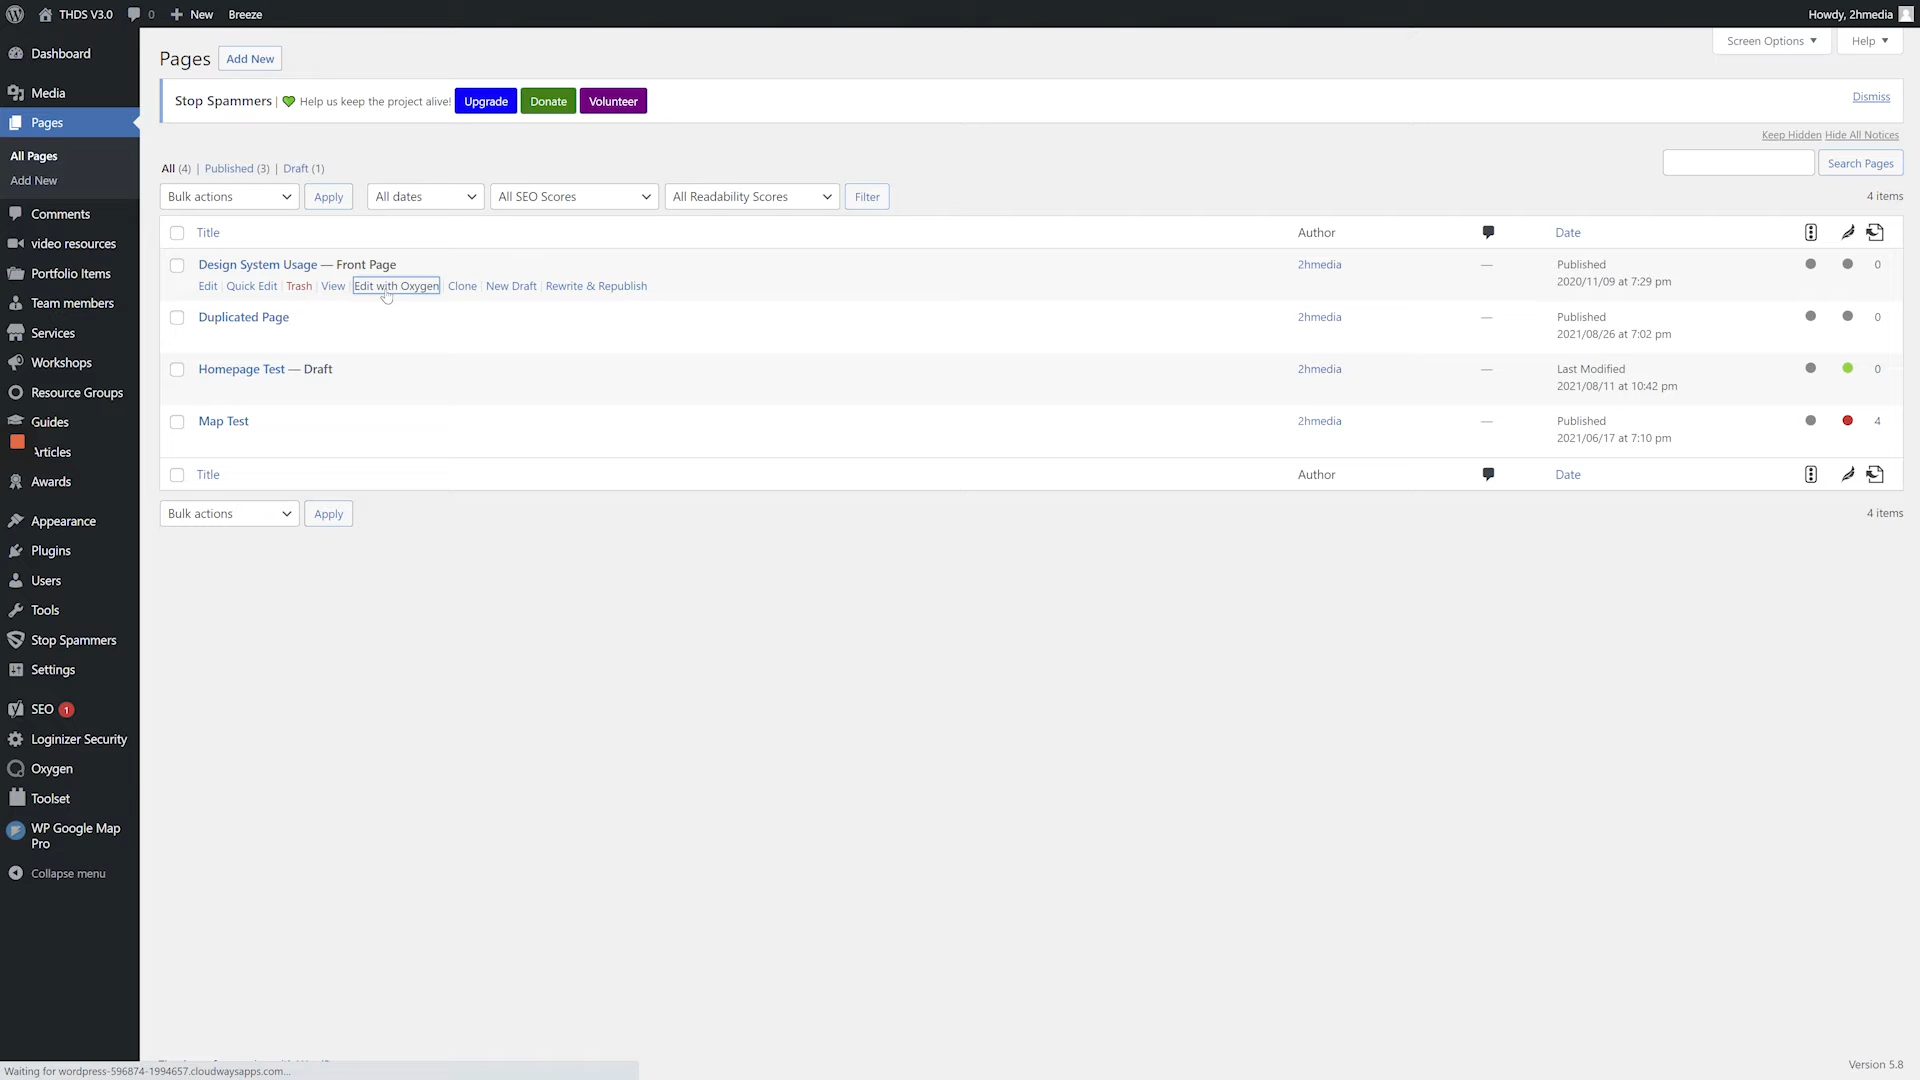 THDS V3.0
0
New
Breeze
Howdy, 2hmedia
Dashboard
Media
Pages
All Pages
Add New
Comments
video resources
Portfolio Items
Team members
Services
Workshops
Resource Groups
Guides
Articles
Awards
Appearance
Plugins
Users
Tools
Stop Spammers
Settings
SEO 1
Loginizer Security
Oxygen
Toolset
WP Google Map
Pro
Collapse menu
Screen Options
Help
Pages
Add New
Stop Spammers | Help us keep the project alive! Upgrade Donate Volunteer
Dismiss
Keep Hidden Hide All Notices
All (4) | Published (3) | Draft (1)
Search Pages
Bulk actions
Apply
All dates
All SEO Scores
All Readability Scores
Filter
4 items
Title Author Date
Design System Usage — Front Page 2hmedia — Published 0
2020/11/09 at 7:29 pm
Edit | Quick Edit | Trash | View | Edit with Oxygen | Clone | New Draft | Rewrite & Republish
Duplicated Page 2hmedia — Published 0
2021/08/26 at 7:02 pm
Homepage Test — Draft 2hmedia — Last Modified 0
2021/08/11 at 10:42 pm
Map Test 2hmedia — Published 4
2021/06/17 at 7:10 pm
Title Author Date
Bulk actions
Apply
4 items
Waiting for wordpress-596874-1994657.cloudwaysapps.com...
Version 5.8